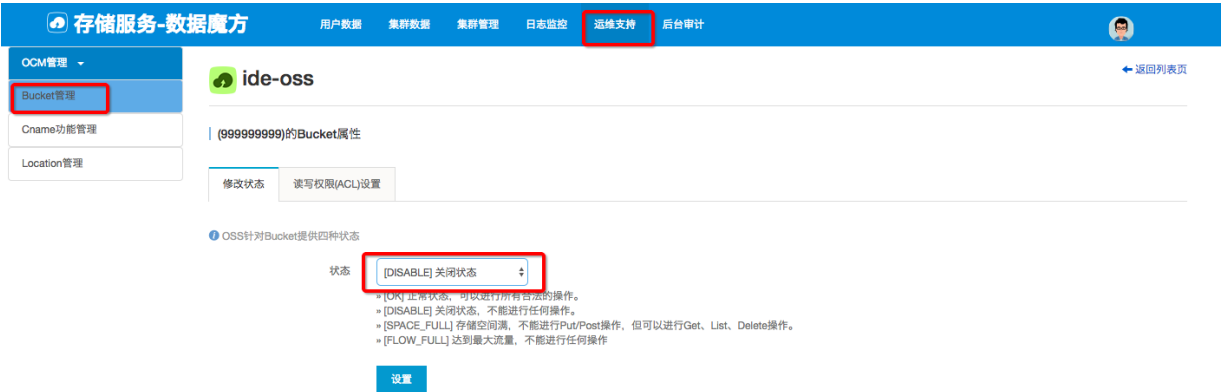 存储服务-数据魔方
用户数据 集群数据 集群管理 日志监控 运维支持 后台审计
OCM管理
Bucket管理
Cname功能管理
Location管理
ide-oss
返回列表页
(999999999)的Bucket属性
修改状态 读写权限(ACL)设置
OSS针对Bucket提供四种状态
状态 [DISABLE] 关闭状态
» [OK] 正常状态，可以进行所有合法的操作。
» [DISABLE] 关闭状态，不能进行任何操作。
» [SPACE_FULL] 存储空间满，不能进行Put/Post操作，但可以进行Get、List、Delete操作。
» [FLOW_FULL] 达到最大流量，不能进行任何操作
设置